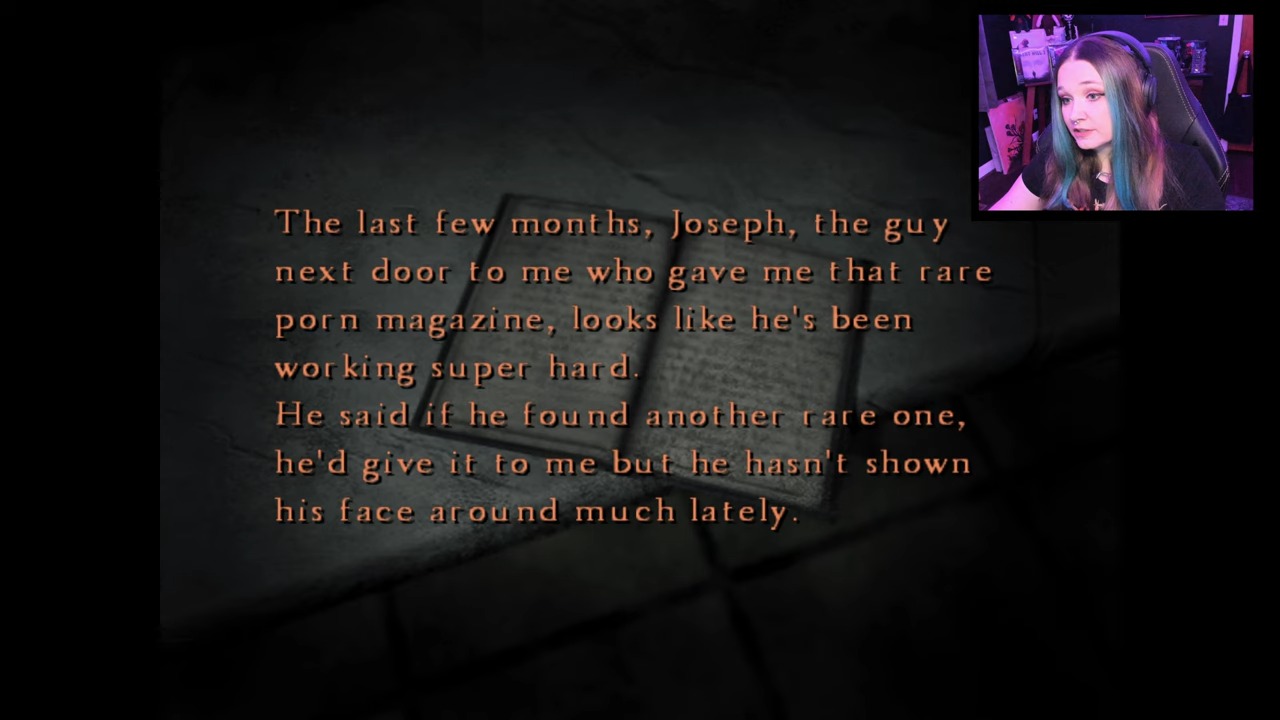 The last few months, Joseph, the guy
next door to me who gave me that rare
porn magazine, looks like he's been
working super hard.
He said if he found another rare one,
he'd give it to me but he hasn't shown
his face around much lately.